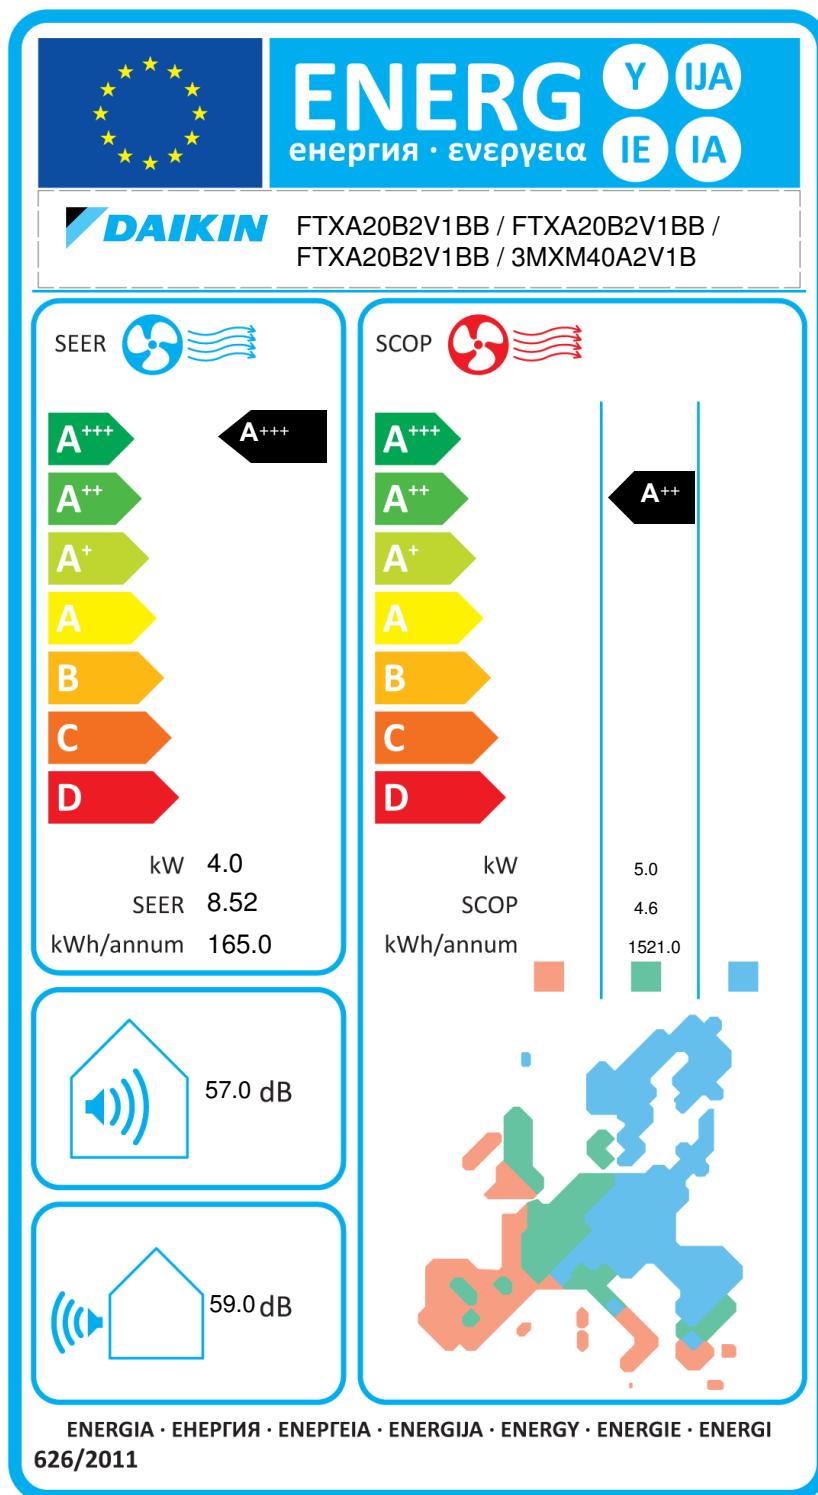 ENERG
енергия · ενεργεια
Y IJA
IE IA
DAIKIN
FTXA20B2V1BB / FTXA20B2V1BB /
FTXA20B2V1BB / 3MXM40A2V1B
SEER
A+++
A+++
A++
A+
A
B
C
D
kW 4.0
SEER 8.52
kWh/annum 165.0
SCOP
A+++
A++
A++
A+
A
B
C
D
kW 5.0
SCOP 4.6
kWh/annum 1521.0
57.0 dB
59.0 dB
ENERGIA · ЕНЕРГИЯ · ΕΝΕΡΓΕΙΑ · ENERGIJA · ENERGY · ENERGIE · ENERGI
626/2011